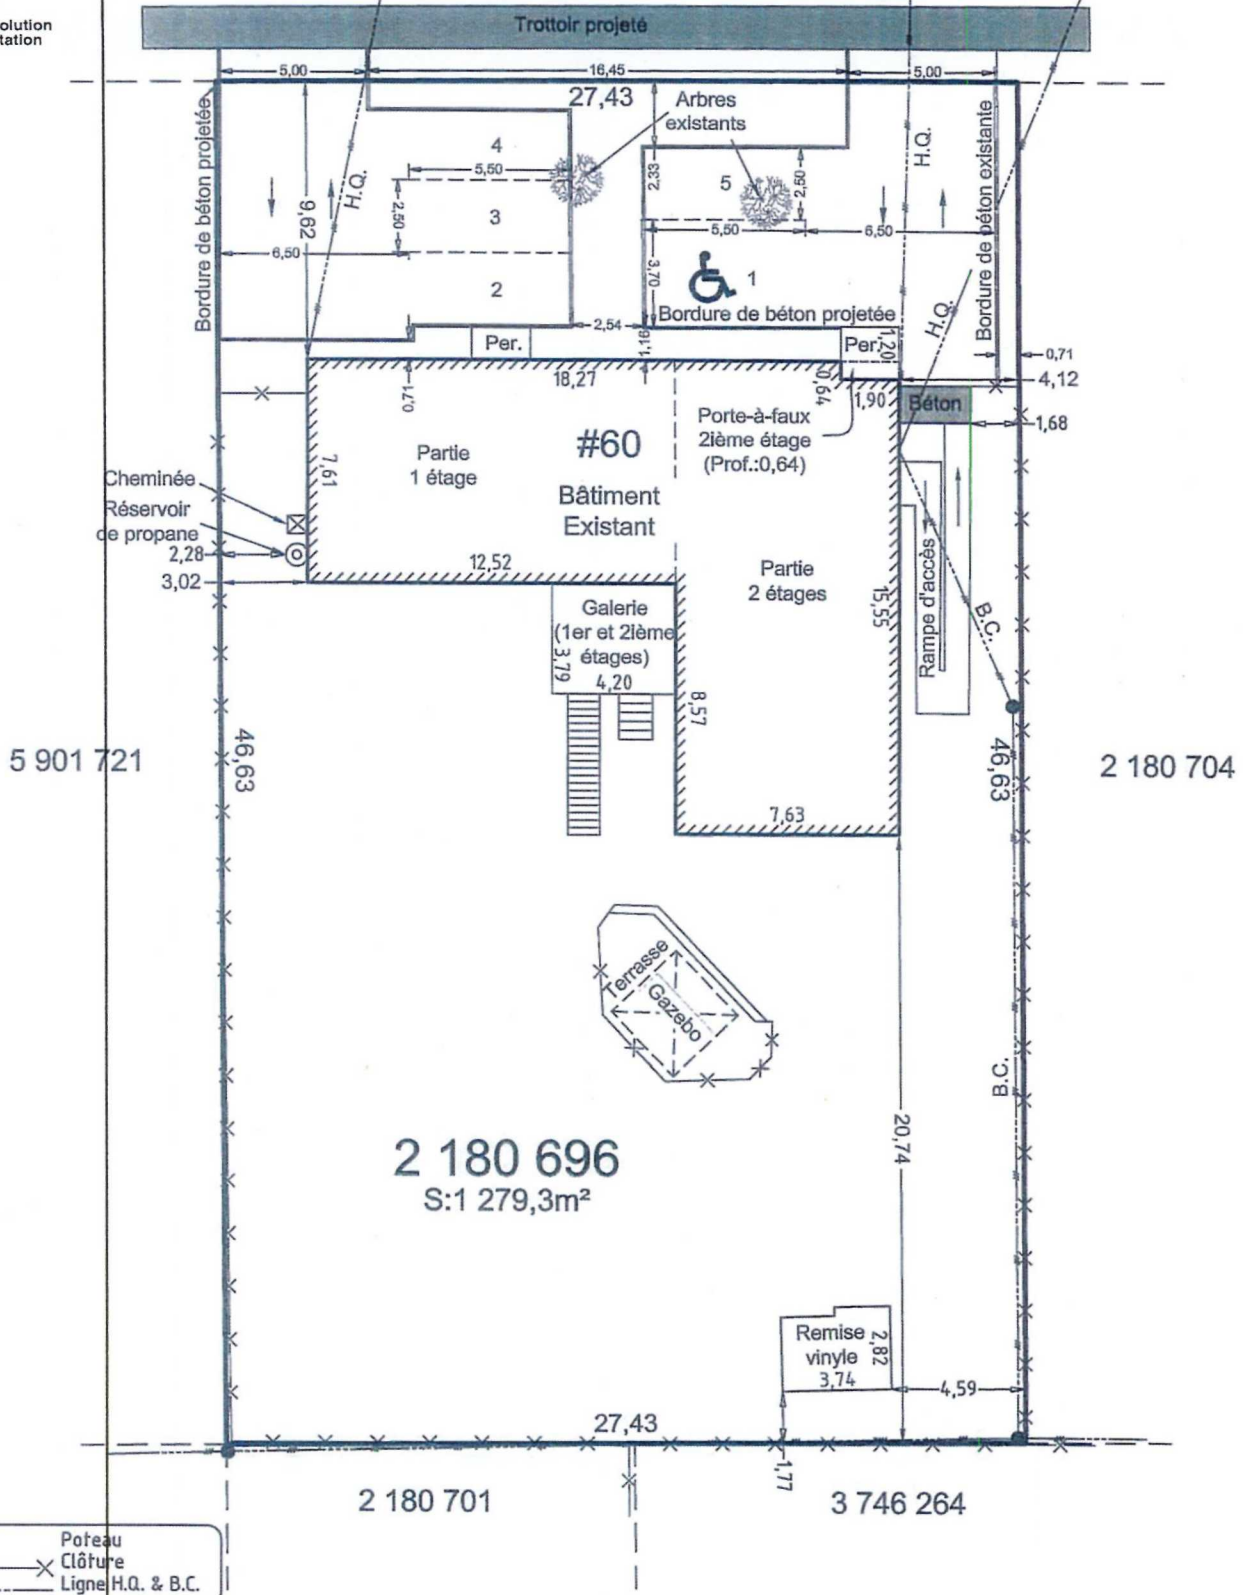 olution
tation
Trottoir projeté
5,00
16,45
5,00
27,43
Arbres
existants
Bordure de béton projetée
9,62
H.Q.
4
5,50
2,50
3
6,50
2
2,33
5
2,50
5,50
6,50
3,70
1
H.Q.
H.Q.
Bordure de béton existante
Bordure de béton projetée
2,54
Per.
1,16
Per.
1,20
0,71
4,12
18,27
0,71
0,64
1,90
Béton
1,68
Partie
1 étage
#60
Bâtiment
Existant
Porte-à-faux
2ième étage
(Prof.:0,64)
7,61
Cheminée
Réservoir
de propane
2,28
3,02
12,52
Partie
2 étages
15,55
Rampe d'accès
B.C.
Galerie
(1er et 2ième
étages)
3,79
4,20
8,57
5 901 721
46,63
46,63
2 180 704
7,63
Terrasse
Gazebo
B.C.
20,74
2 180 696
S:1 279,3m²
Remise
vinyle
2,82
3,74
4,59
27,43
1,77
2 180 701
3 746 264
Poteau
Clôture
Ligne H.Q. & B.C.